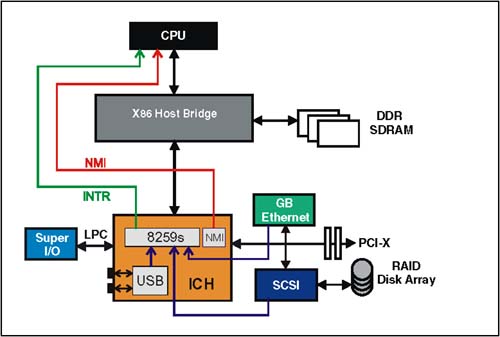 CPU
X86 Host Bridge
DDR
SDRAM
NMI
INTR
GB
Ethernet
Super
I/O
LPC
8259s
NMI
PCI-X
USB
ICH
SCSI
RAID
Disk Array